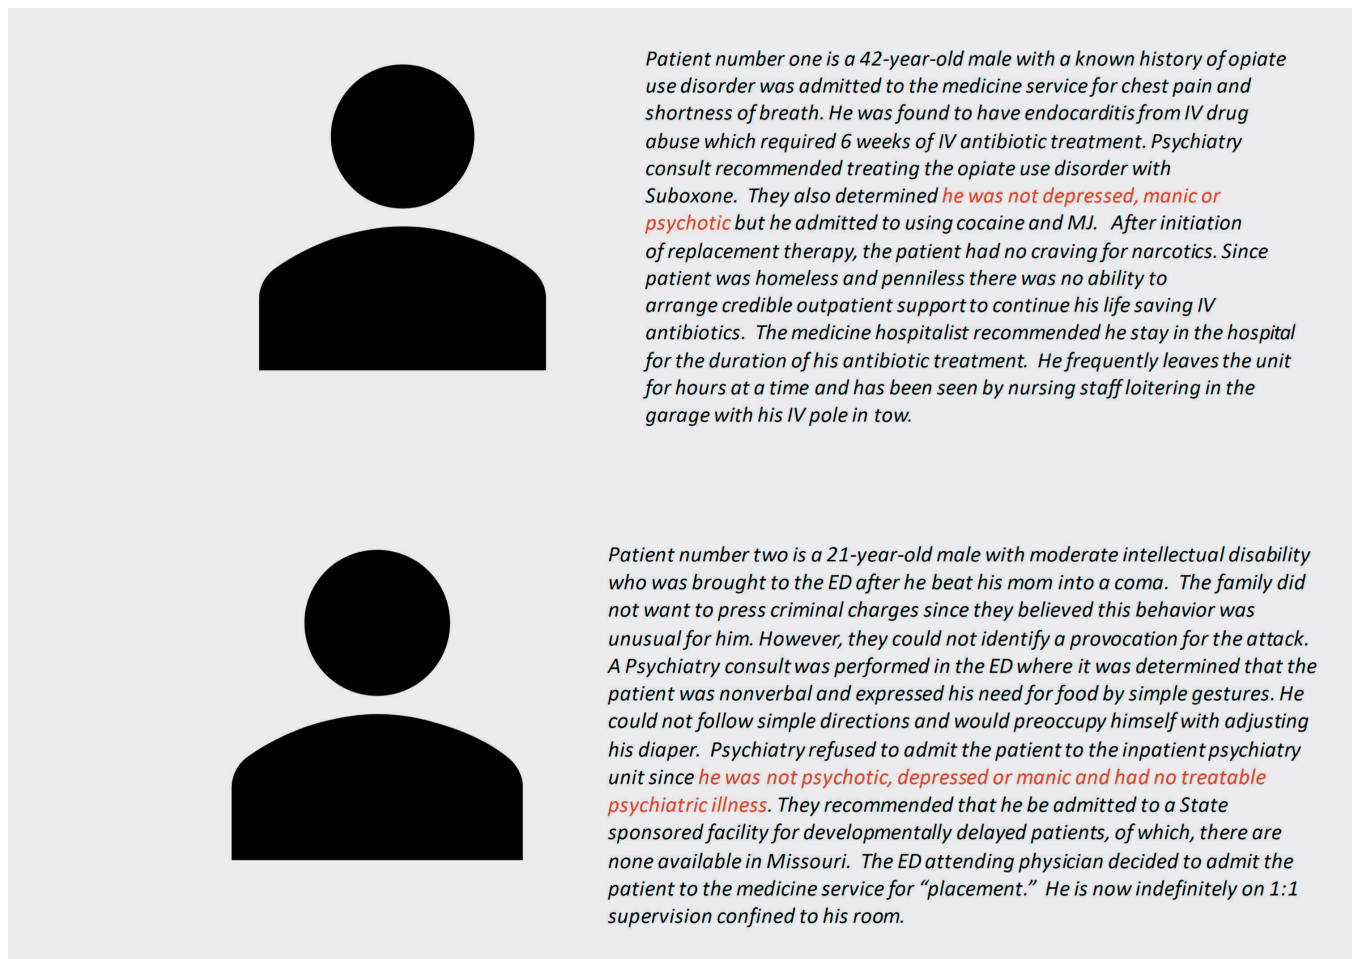 Patient number one is a 42-year-old male with a known history of opiate
use disorder was admitted to the medicine service for chest pain and
shortness of breath. He was found to have endocarditis from IV drug
abuse which required 6 weeks of IV antibiotic treatment. Psychiatry
consult recommended treating the opiate use disorder with
Suboxone. They also determined he was not depressed, manic or
psychotic but he admitted to using cocaine and MJ. After initiation
of replacement therapy, the patient had no craving for narcotics. Since
patient was homeless and penniless there was no ability to
arrange credible outpatient support to continue his life saving IV
antibiotics. The medicine hospitalist recommended he stay in the hospital
for the duration of his antibiotic treatment. He frequently leaves the unit
for hours at a time and has been seen by nursing staff loitering in the
garage with his IV pole in tow.
Patient number two is a 21-year-old male with moderate intellectual disability
who was brought to the ED after he beat his mom into a coma. The family did
not want to press criminal charges since they believed this behavior was
unusual for him. However, they could not identify a provocation for the attack.
A Psychiatry consult was performed in the ED where it was determined that the
patient was nonverbal and expressed his need for food by simple gestures. He
could not follow simple directions and would preoccupy himself with adjusting
his diaper. Psychiatry refused to admit the patient to the inpatient psychiatry
unit since he was not psychotic, depressed or manic and had no treatable
psychiatric illness. They recommended that he be admitted to a State
sponsored facility for developmentally delayed patients, of which, there are
none available in Missouri. The ED attending physician decided to admit the
patient to the medicine service for “placement.” He is now indefinitely on 1:1
supervision confined to his room.